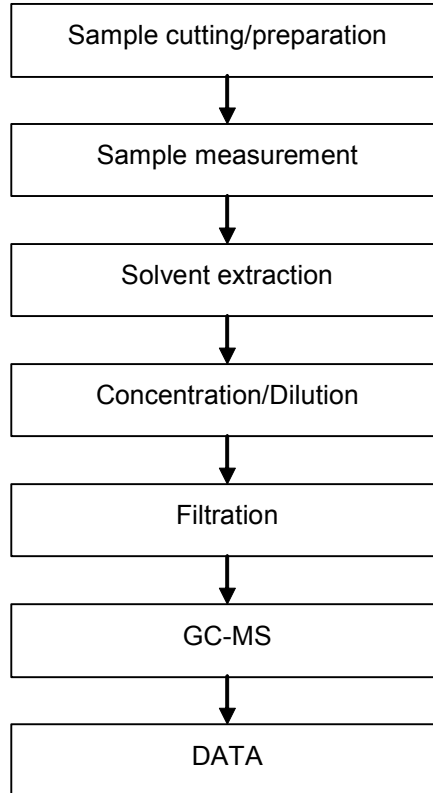 Sample cutting/preparation
Sample measurement
Solvent extraction
Concentration/Dilution
Filtration
GC-MS
DATA